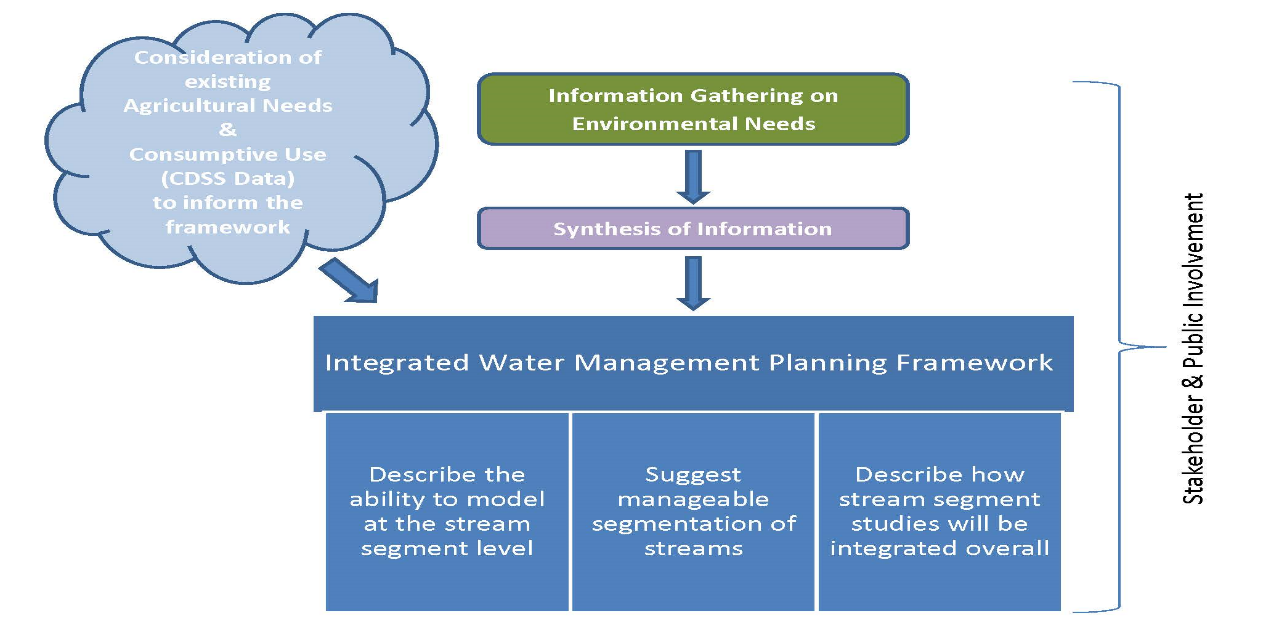 Consideration of
existing
Agricultural Needs
&
Consumptive Use
(CDSS Data)
to inform the
framework
Information Gathering on
Environmental Needs
Synthesis of Information
Integrated Water Management Planning Framework
Describe the
ability to model
at the stream
segment level
Suggest
manageable
segmentation of
streams
Describe how
stream segment
studies will be
integrated overall
Stakeholder & Public Involvement